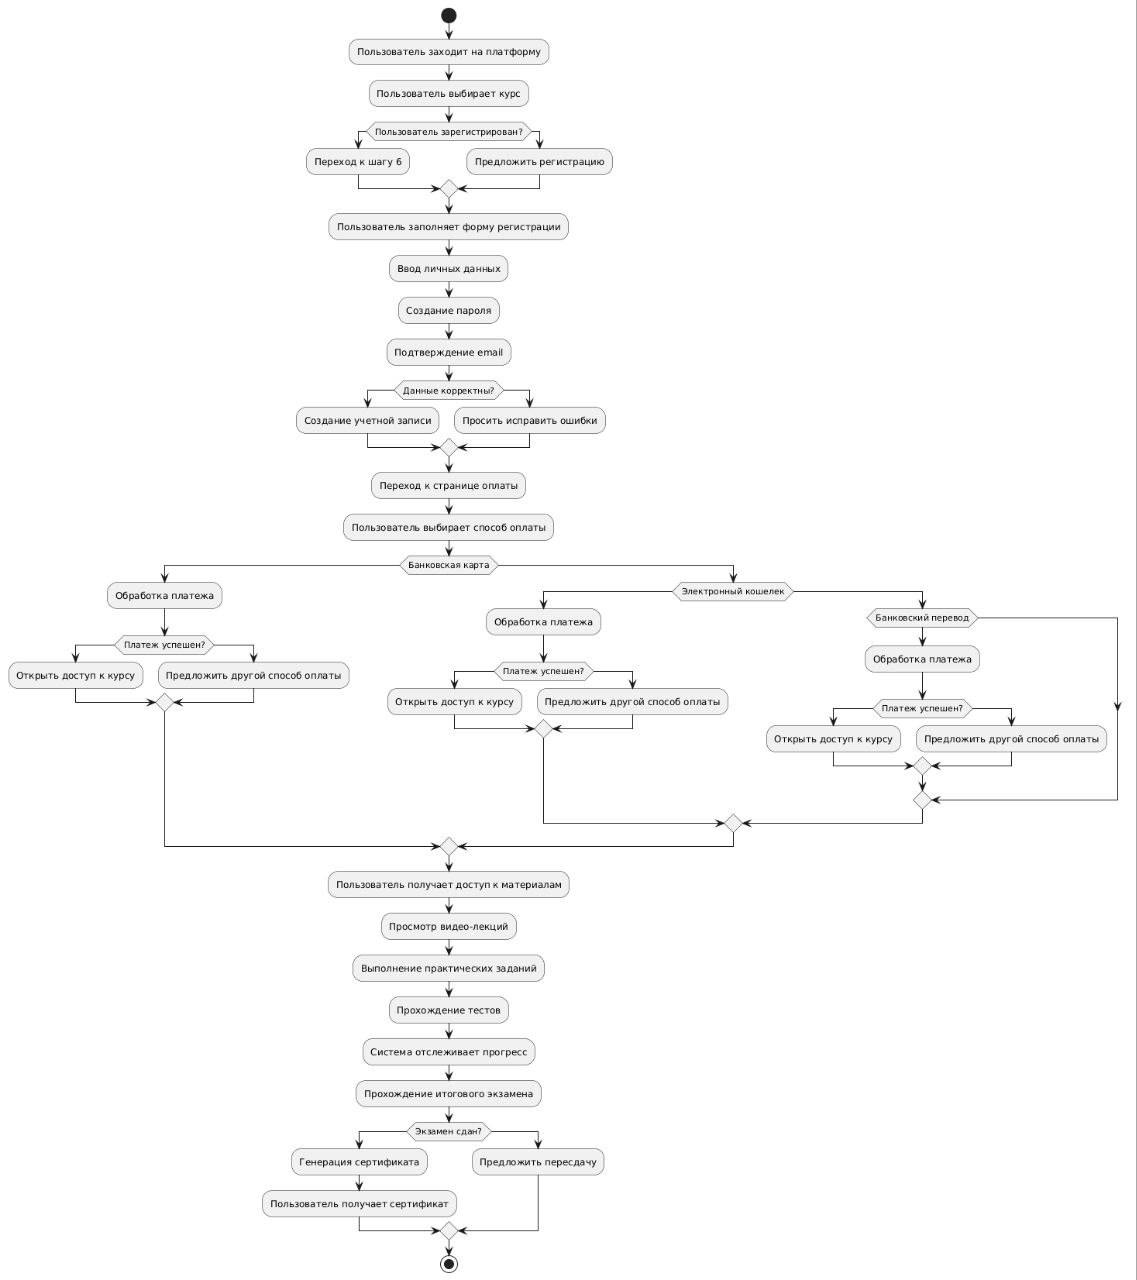 Пользователь заходит на платформу
Пользователь выбирает курс
Пользователь зарегистрирован?
Переход к шагу 6
Предложить регистрацию
Пользователь заполняет форму регистрации
Ввод личных данных
Создание пароля
Подтверждение email
Данные корректны?
Создание учетной записи
Просить исправить ошибки
Переход к странице оплаты
Пользователь выбирает способ оплаты
Банковская карта
Обработка платежа
Платеж успешен?
Открыть доступ к курсу
Предложить другой способ оплаты
Электронный кошелек
Обработка платежа
Платеж успешен?
Открыть доступ к курсу
Предложить другой способ оплаты
Банковский перевод
Обработка платежа
Платеж успешен?
Открыть доступ к курсу
Предложить другой способ оплаты
Пользователь получает доступ к материалам
Просмотр видео-лекций
Выполнение практических заданий
Прохождение тестов
Система отслеживает прогресс
Прохождение итогового экзамена
Экзамен сдан?
Генерация сертификата
Предложить пересдачу
Пользователь получает сертификат